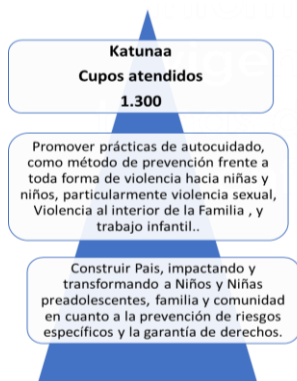 Katunaa
Cupos atendidos
1.300
Promover prácticas de autocuidado,
como método de prevención frente a
toda forma de violencia hacia niñas y
niños, particularmente violencia sexual,
Violencia al interior de la Familia , y
trabajo infantil..
Construir Pais, impactando y
transformando a Niños y Niñas
preadolescentes, familia y comunidad
en cuanto a la prevención de riesgos
específicos y la garantía de derechos.